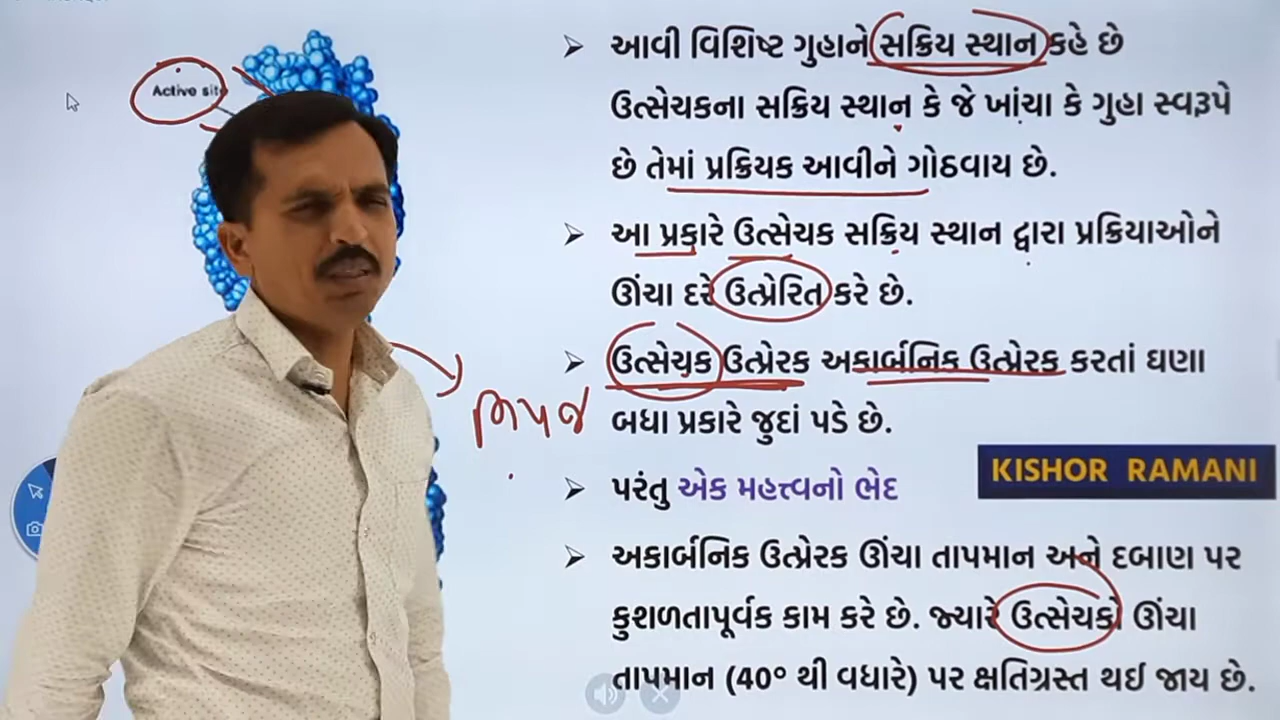 Active site
➤ આવી વિશિષ્ટ ગુહાને સક્રિય સ્થાન કહે છે
ઉત્સેચકના સક્રિય સ્થાન કે જે ખાંચા કે ગુહા સ્વરૂપે
છે તેમાં પ્રક્રિયક આવીને ગોઠવાય છે.
➤ આ પ્રકારે ઉત્સેચક સક્રિય સ્થાન દ્વારા પ્રક્રિયાઓને
ઊંચા દરે ઉત્પ્રેરિત કરે છે.
➤ ઉત્સેચક ઉત્પ્રેરક અકાર્બનિક ઉત્પ્રેરક કરતાં ઘણા
બધા પ્રકારે જુદાં પડે છે.
➤ પરંતુ એક મહત્ત્વનો ભેદ
KISHOR RAMANI
➤ અકાર્બનિક ઉત્પ્રેરક ઊંચા તાપમાન અને દબાણ પર
કુશળતાપૂર્વક કામ કરે છે. જ્યારે ઉત્સેચકો ઊંચા
તાપમાન (40° થી વધારે) પર ક્ષતિગ્રસ્ત થઈ જાય છે.